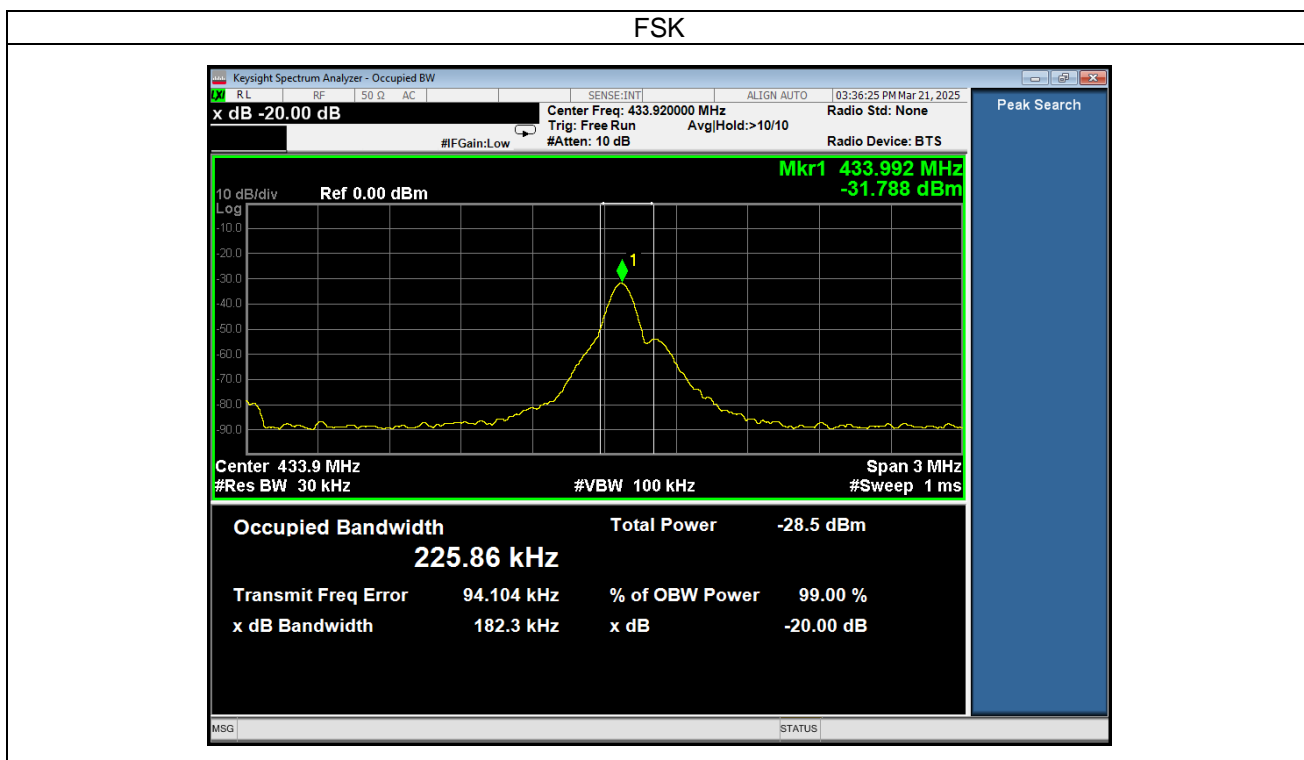 FSK
Keysight Spectrum Analyzer - Occupied BW
LXI RL RF 50 Ω AC SENSE:INT ALIGN AUTO 03:36:25 PM Mar 21, 2025
x dB -20.00 dB Center Freq: 433.920000 MHz Radio Std: None Peak Search
Trig: Free Run Avg|Hold:>10/10
#IFGain:Low #Atten: 10 dB Radio Device: BTS
Mkr1 433.992 MHz
10 dB/div Ref 0.00 dBm -31.788 dBm
Log
-10.0
-20.0
1
-30.0
-40.0
-50.0
-60.0
-70.0
-80.0
-90.0
Center 433.9 MHz Span 3 MHz
#Res BW 30 kHz #VBW 100 kHz #Sweep 1 ms
Occupied Bandwidth Total Power -28.5 dBm
225.86 kHz
Transmit Freq Error 94.104 kHz % of OBW Power 99.00 %
x dB Bandwidth 182.3 kHz x dB -20.00 dB
MSG STATUS